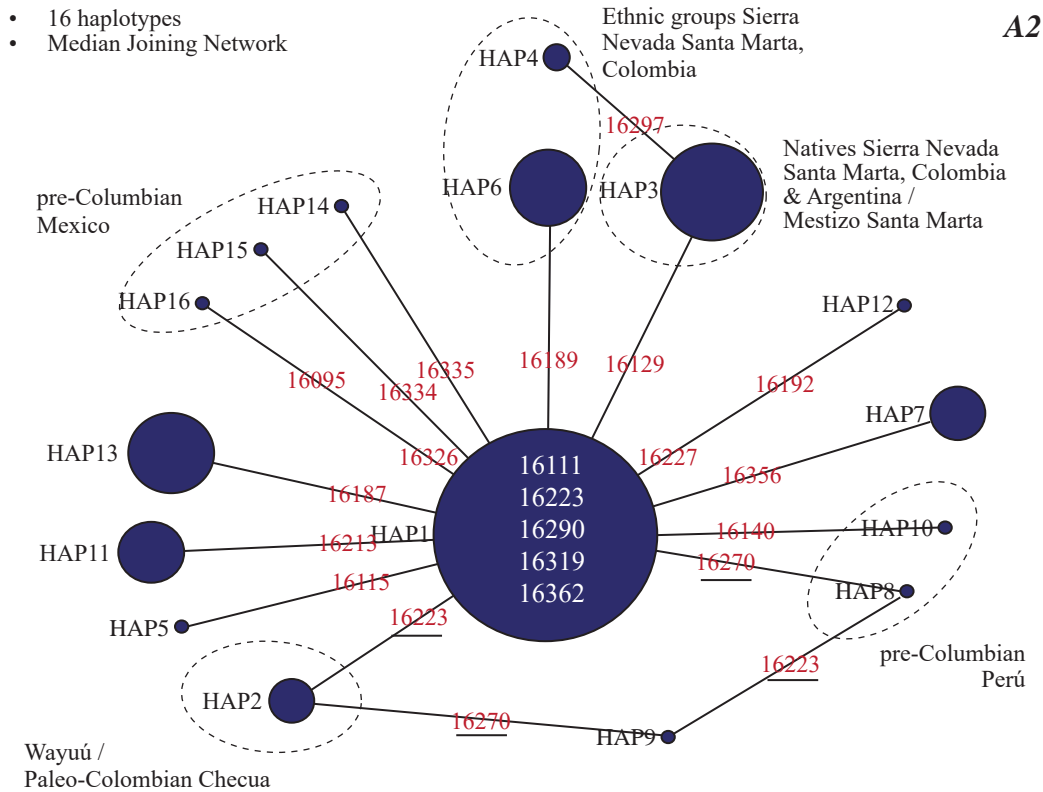 • 16 haplotypes
• Median Joining Network
Ethnic groups Sierra
Nevada Santa Marta,
Colombia
A2
HAP4
16297
Natives Sierra Nevada
Santa Marta, Colombia
& Argentina /
Mestizo Santa Marta
pre-Columbian
Mexico
HAP14
HAP6
HAP3
HAP15
HAP16
HAP12
16095
16334
16335
16189
16129
16192
HAP7
HAP13
16326
16227
16356
16187
16111
16223
16290
16319
16362
HAP11
16213
HAP1
16140
HAP10
16270
16115
HAP8
HAP5
16223
pre-Columbian
Perú
16223
HAP2
16270
HAP9
Wayuú /
Paleo-Colombian Checua